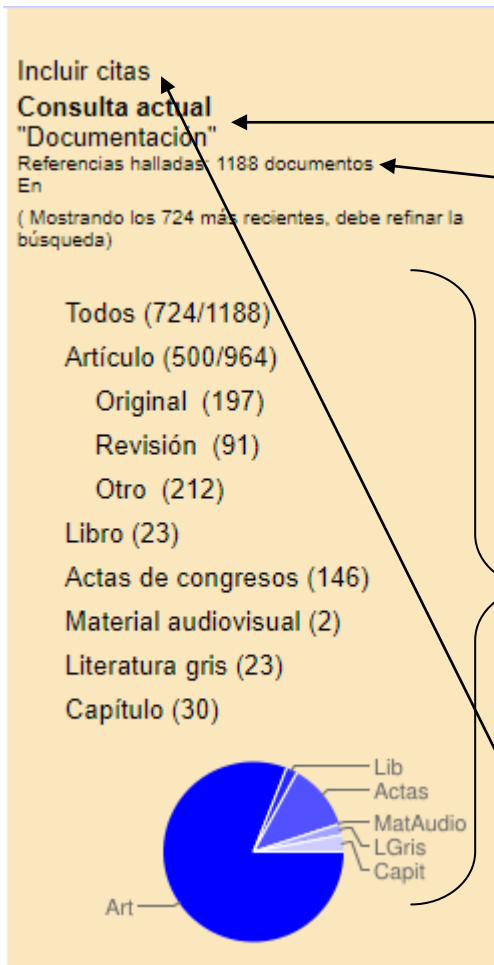 Incluir citas
Consulta actual
"Documentación"
Referencias halladas: 1188 documentos
En
( Mostrando los 724 más recientes, debe refinar la
búsqueda)
Todos (724/1188)
Artículo (500/964)
Original (197)
Revisión (91)
Otro (212)
Libro (23)
Actas de congresos (146)
Material audiovisual (2)
Literatura gris (23)
Capítulo (30)
Lib
Actas
MatAudio
LGris
Capit
Art